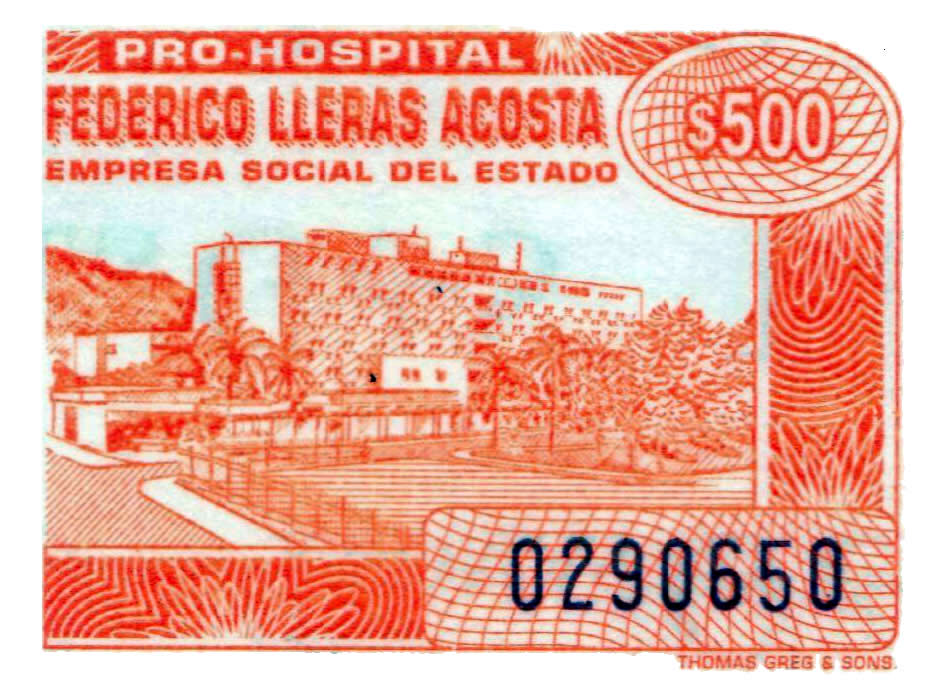 PRO-HOSPITAL
FEDERICO LLERAS ACOSTA
$500
EMPRESA SOCIAL DEL ESTADO
0290650
THOMAS GREG & SONS.